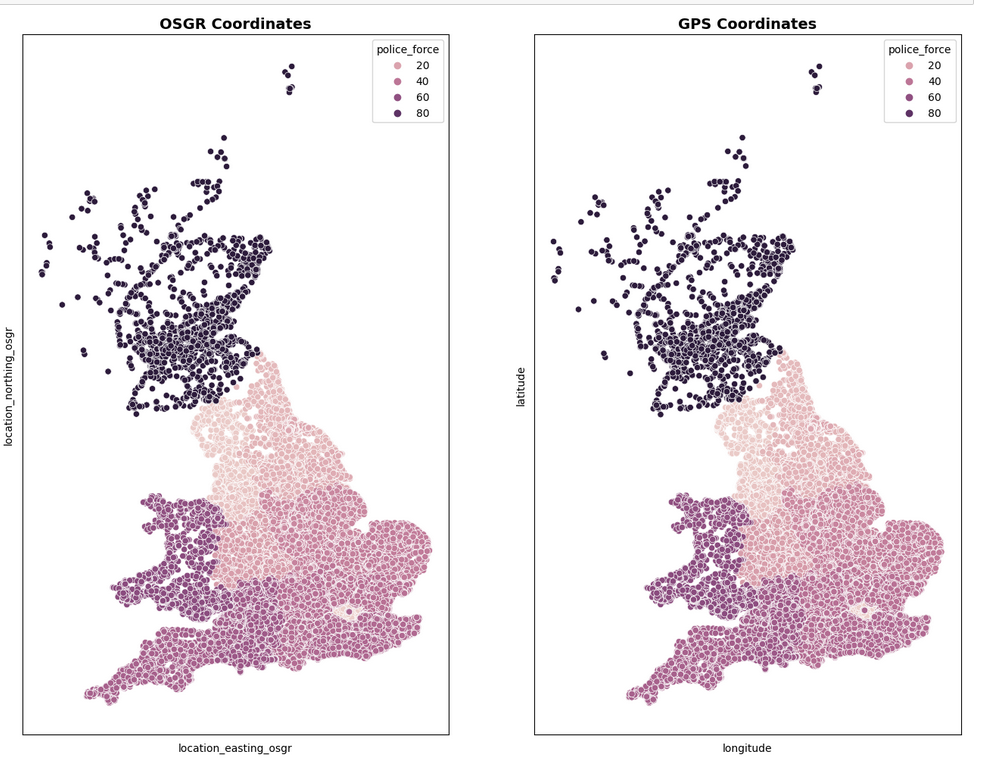 OSGR Coordinates
location_northing_osgr
police_force
20
40
60
80
location_easting_osgr
GPS Coordinates
latitude
police_force
20
40
60
80
longitude